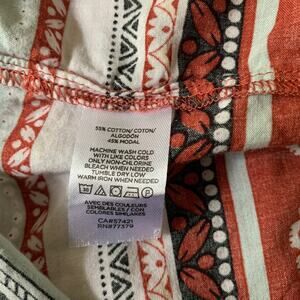 55% COTTON/ COTON/
ALGODÓN
45% MODAL
MACHINE WASH COLD
WITH LIKE COLORS
ONLY NON-CHLORINE
BLEACH WHEN NEEDED
TUMBLE DRY LOW
WARM IRON WHEN NEEDED
AVEC DES COULEURS
SEMBLABLES / CON
COLORES SIMILARES
CA#57421
RN#77379